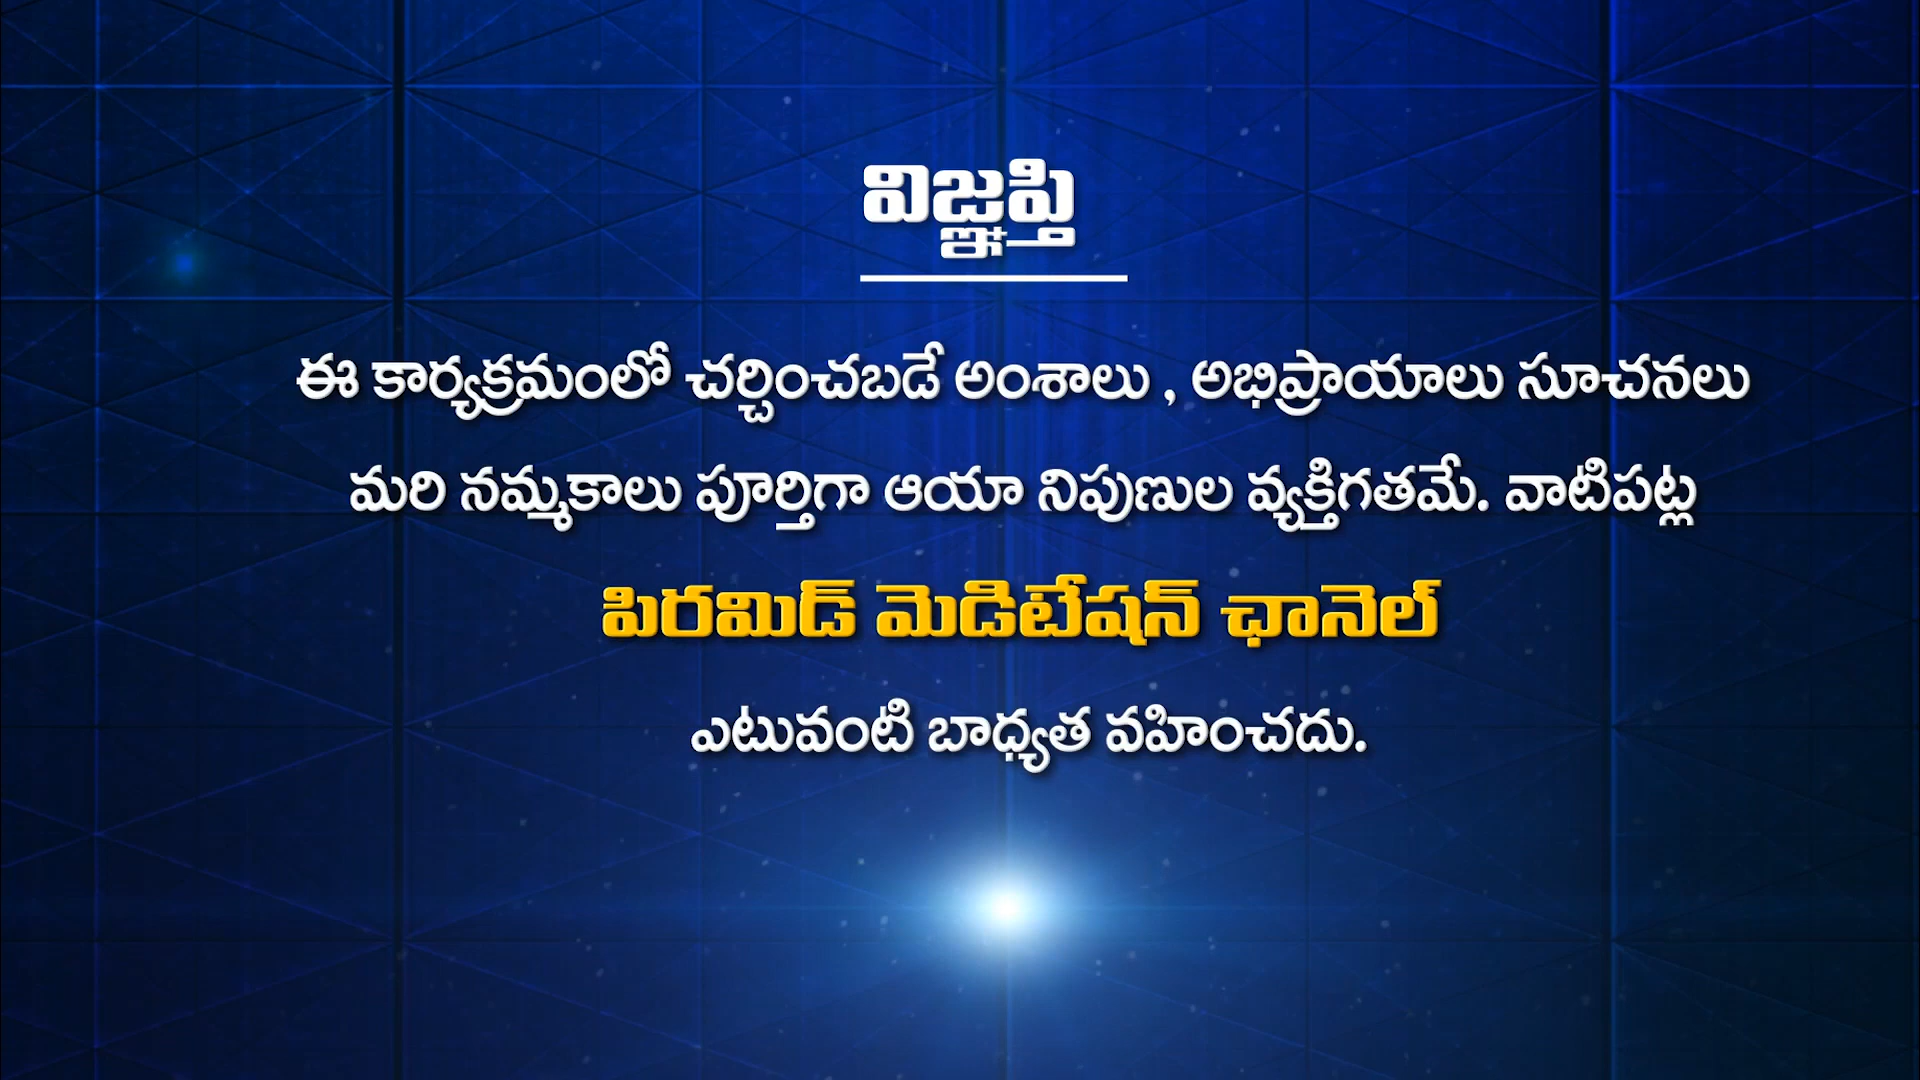 విజ్ఞప్తి
ఈ కార్యక్రమంలో చర్చించబడే అంశాలు , అభిప్రాయాలు సూచనలు
మరి నమ్మకాలు పూర్తిగా ఆయా నిపుణుల వ్యక్తిగతమే. వాటిపట్ల
పిరమిడ్ మెడిటేషన్ ఛానెల్
ఎటువంటి బాధ్యత వహించదు.